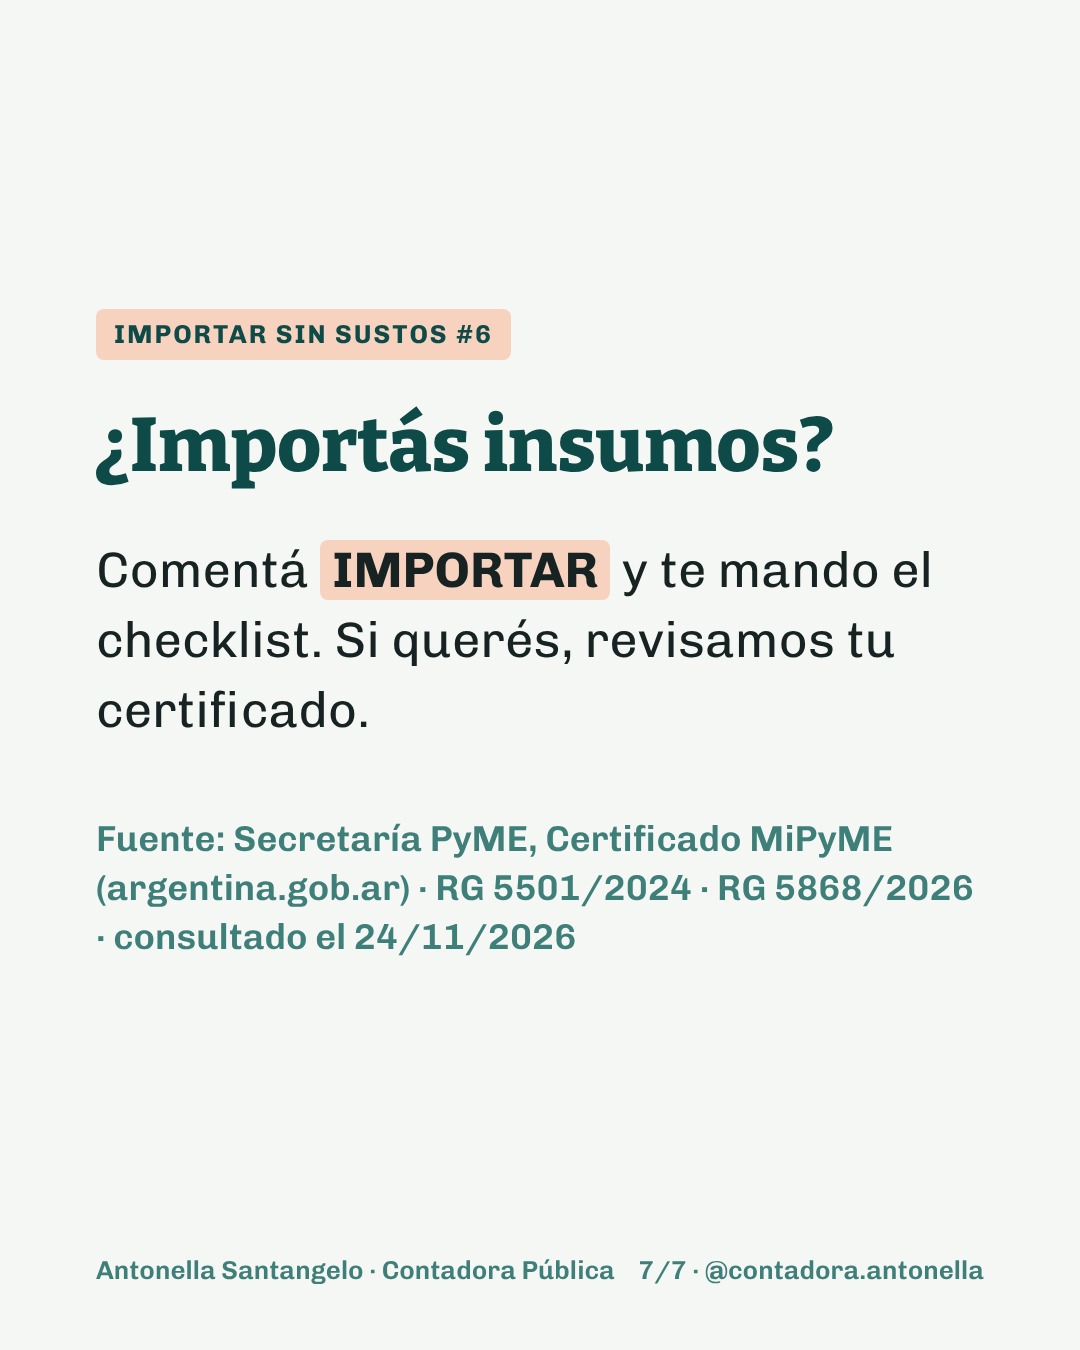 IMPORTAR SIN SUSTOS #6
¿Importás insumos?
Comentá IMPORTAR y te mando el
checklist. Si querés, revisamos tu
certificado.
Fuente: Secretaría PyME, Certificado MiPyME
(argentina.gob.ar) · RG 5501/2024 · RG 5868/2026
· consultado el 24/11/2026
Antonella Santangelo · Contadora Pública 7/7 · @contadora.antonella